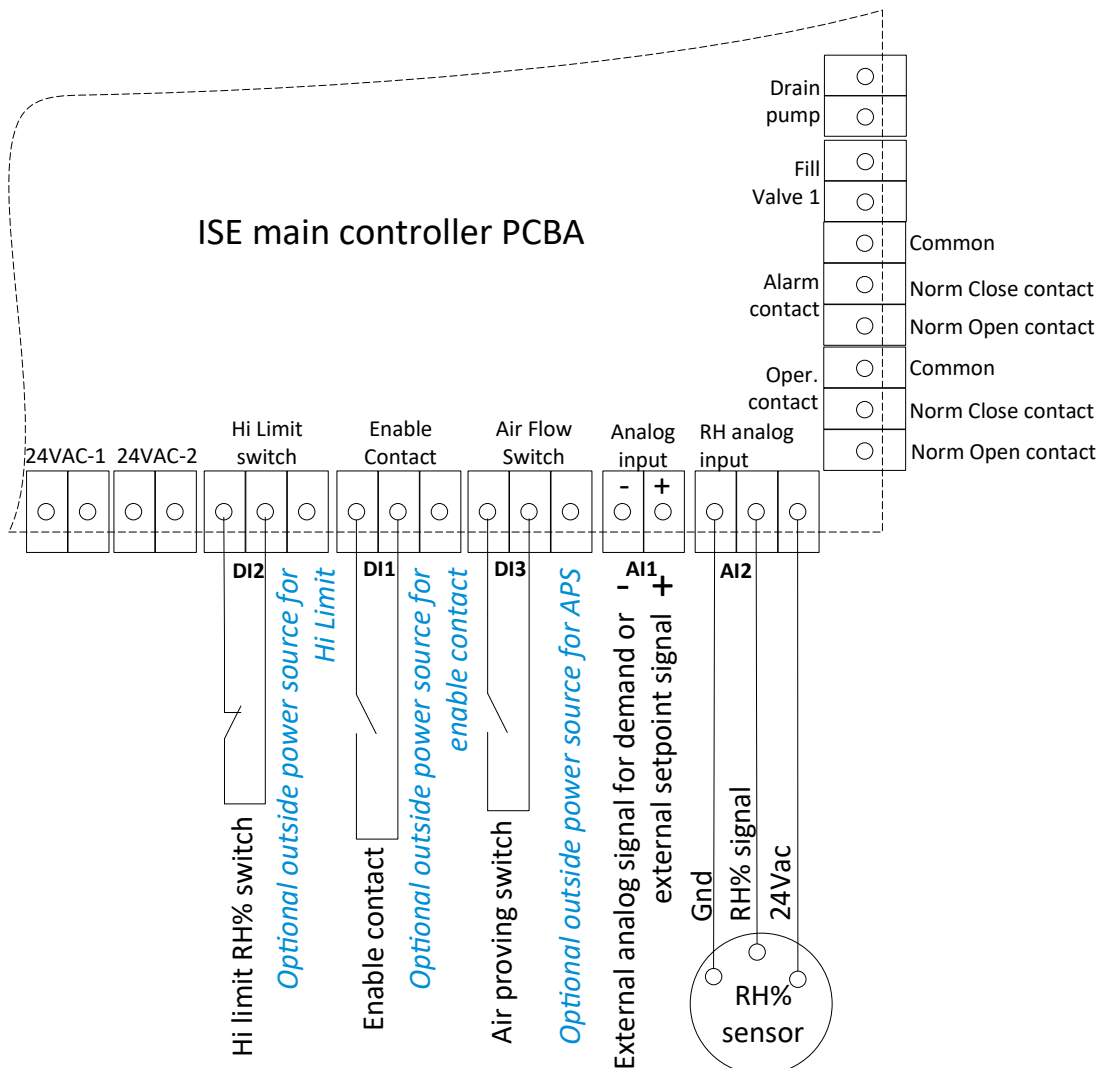 Drain
pump
Fill
Valve 1
ISE main controller PCBA
Common
Alarm
contact
Norm Close contact
Norm Open contact
Oper.
contact
Common
Norm Close contact
Norm Open contact
24VAC-1
24VAC-2
Hi Limit
switch
Enable
Contact
Air Flow
Switch
Analog
input
- +
RH analog
input
DI2
DI1
DI3
AI1
AI2
- +
Hi limit RH% switch
Optional outside power source for
Hi Limit
Enable contact
Optional outside power source for
enable contact
Air proving switch
Optional outside power source for APS
External analog signal for demand or
external setpoint signal
Gnd
RH% signal
24Vac
RH%
sensor